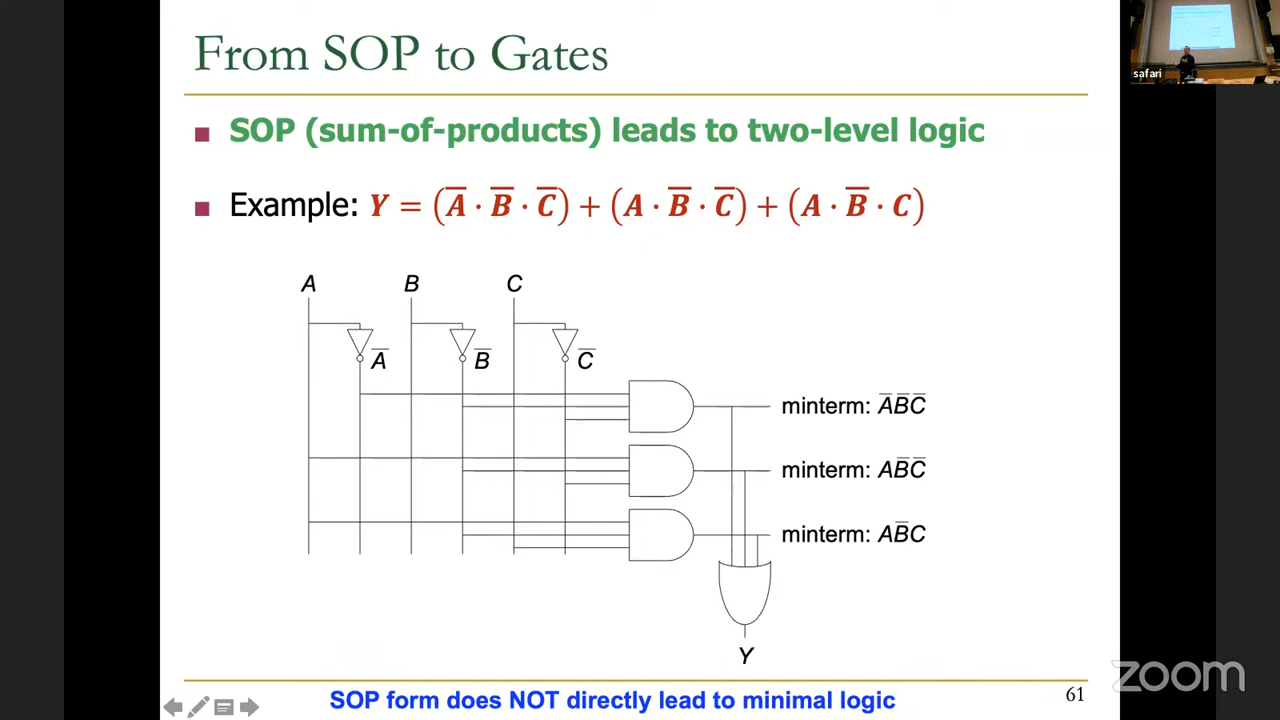 From SOP to Gates
safari
SOP (sum-of-products) leads to two-level logic
Example: Y = (A̅ · B̅ · C̅) + (A · B̅ · C̅) + (A · B̅ · C)
A B C
A̅ B̅ C̅
minterm: A̅B̅C̅
minterm: AB̅C̅
minterm: AB̅C
Y
SOP form does NOT directly lead to minimal logic
61
zoom